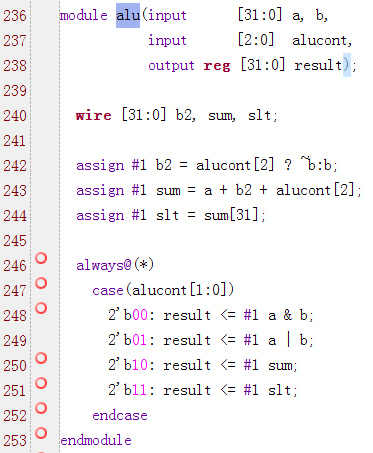 236 module alu(input [31:0] a, b,
237 input [2:0] alucont,
238 output reg [31:0] result);
239
240 wire [31:0] b2, sum, slt;
241
242 assign #1 b2 = alucont[2] ? ~b:b;
243 assign #1 sum = a + b2 + alucont[2];
244 assign #1 slt = sum[31];
245
246 always@(*)
247 case(alucont[1:0])
248 2'b00: result <= #1 a & b;
249 2'b01: result <= #1 a | b;
250 2'b10: result <= #1 sum;
251 2'b11: result <= #1 slt;
252 endcase
253 endmodule